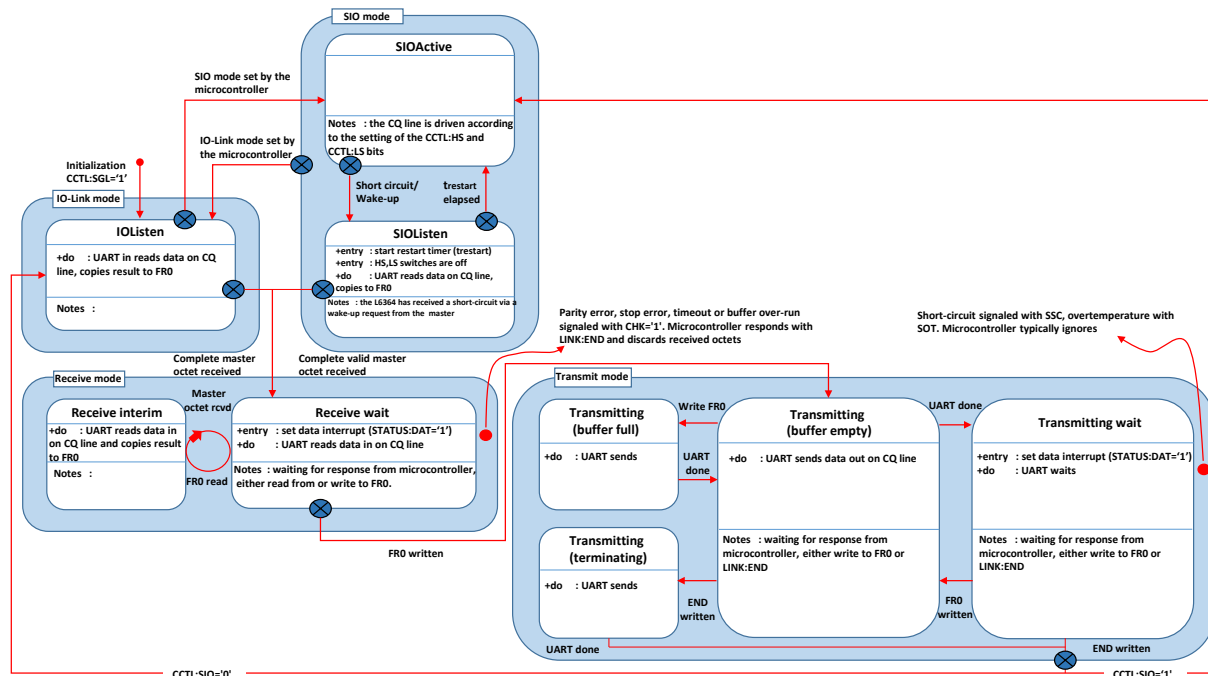 SIO mode
SIOActive
Notes : the CQ line is driven according
to the setting of the CCTL:HS and
CCTL:LS bits
SIO mode set by the
microcontroller
IO-Link mode set by
the microcontroller
Initialization
CCTL:SGL='1'
Short circuit/
Wake-up
trestart
elapsed
IO-Link mode
IOListen
+do : UART in reads data on CQ
line, copies result to FR0
Notes :
SIOListen
+entry : start restart timer (trestart)
+entry : HS,LS switches are off
+do : UART reads data on CQ line,
copies to FR0
Notes : the L6364 has received a short-circuit via a
wake-up request from the master
Parity error, stop error, timeout or buffer over-run
signaled with CHK='1'. Microcontroller responds with
LINK:END and discards received octets
Short-circuit signaled with SSC, overtemperature with
SOT. Microcontroller typically ignores
Complete master
octet received
Complete valid master
octet received
Receive mode
Receive interim
+do : UART reads data in
on CQ line and copies result
to FR0
Notes :
Master
octet rcvd
FR0 read
Receive wait
+entry : set data interrupt (STATUS:DAT='1')
+do : UART reads data in on CQ line
Notes : waiting for response from microcontroller,
either read from or write to FR0.
FR0 written
Transmit mode
Transmitting
(buffer full)
+do : UART sends
Write FR0
UART
done
Transmitting
(buffer empty)
+do : UART sends data out on CQ line
Notes : waiting for response from
microcontroller, either write to FR0 or
LINK:END
UART done
Transmitting wait
+entry : set data interrupt (STATUS:DAT='1')
+do : UART waits
Notes : waiting for response from
microcontroller, either write to FR0 or
LINK:END
Transmitting
(terminating)
+do : UART sends
END
written
FR0
written
UART done
END written
CCTL:SIO='0'
CCTL:SIO='1'